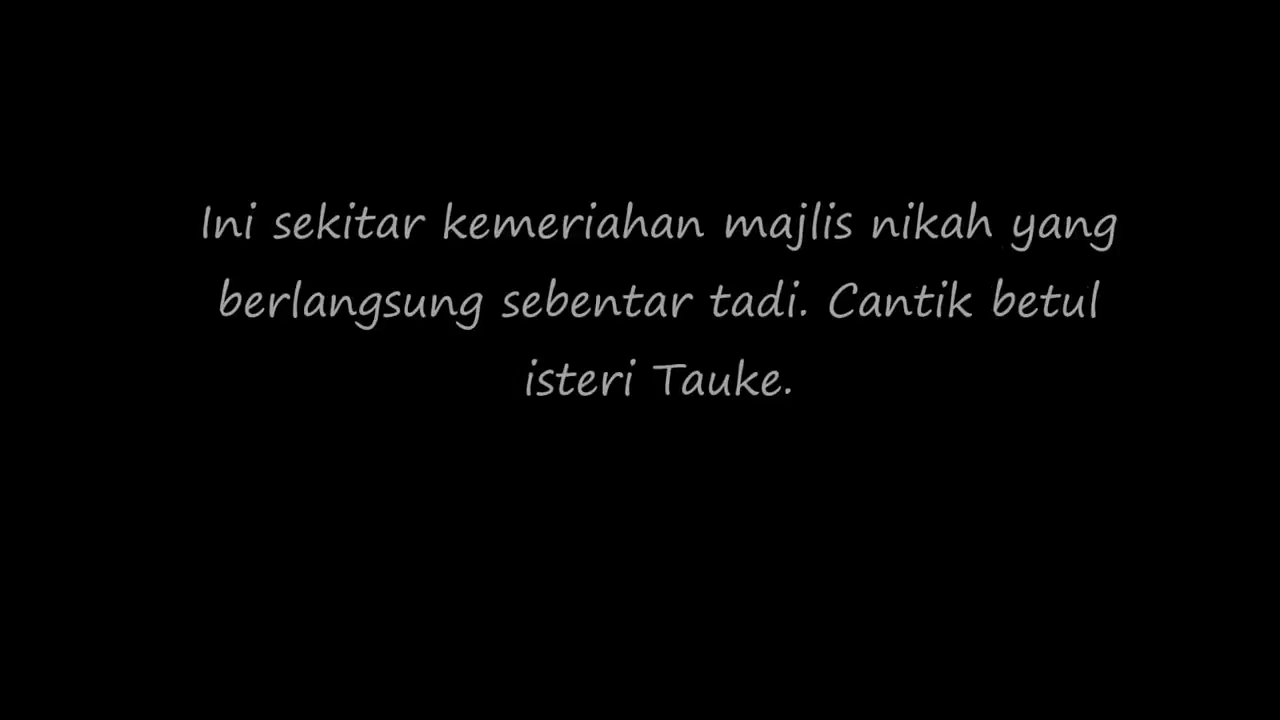 Ini sekitar kemeriahan majlis nikah yang
berlangsung sebentar tadi. Cantik betul
isteri Tauke.